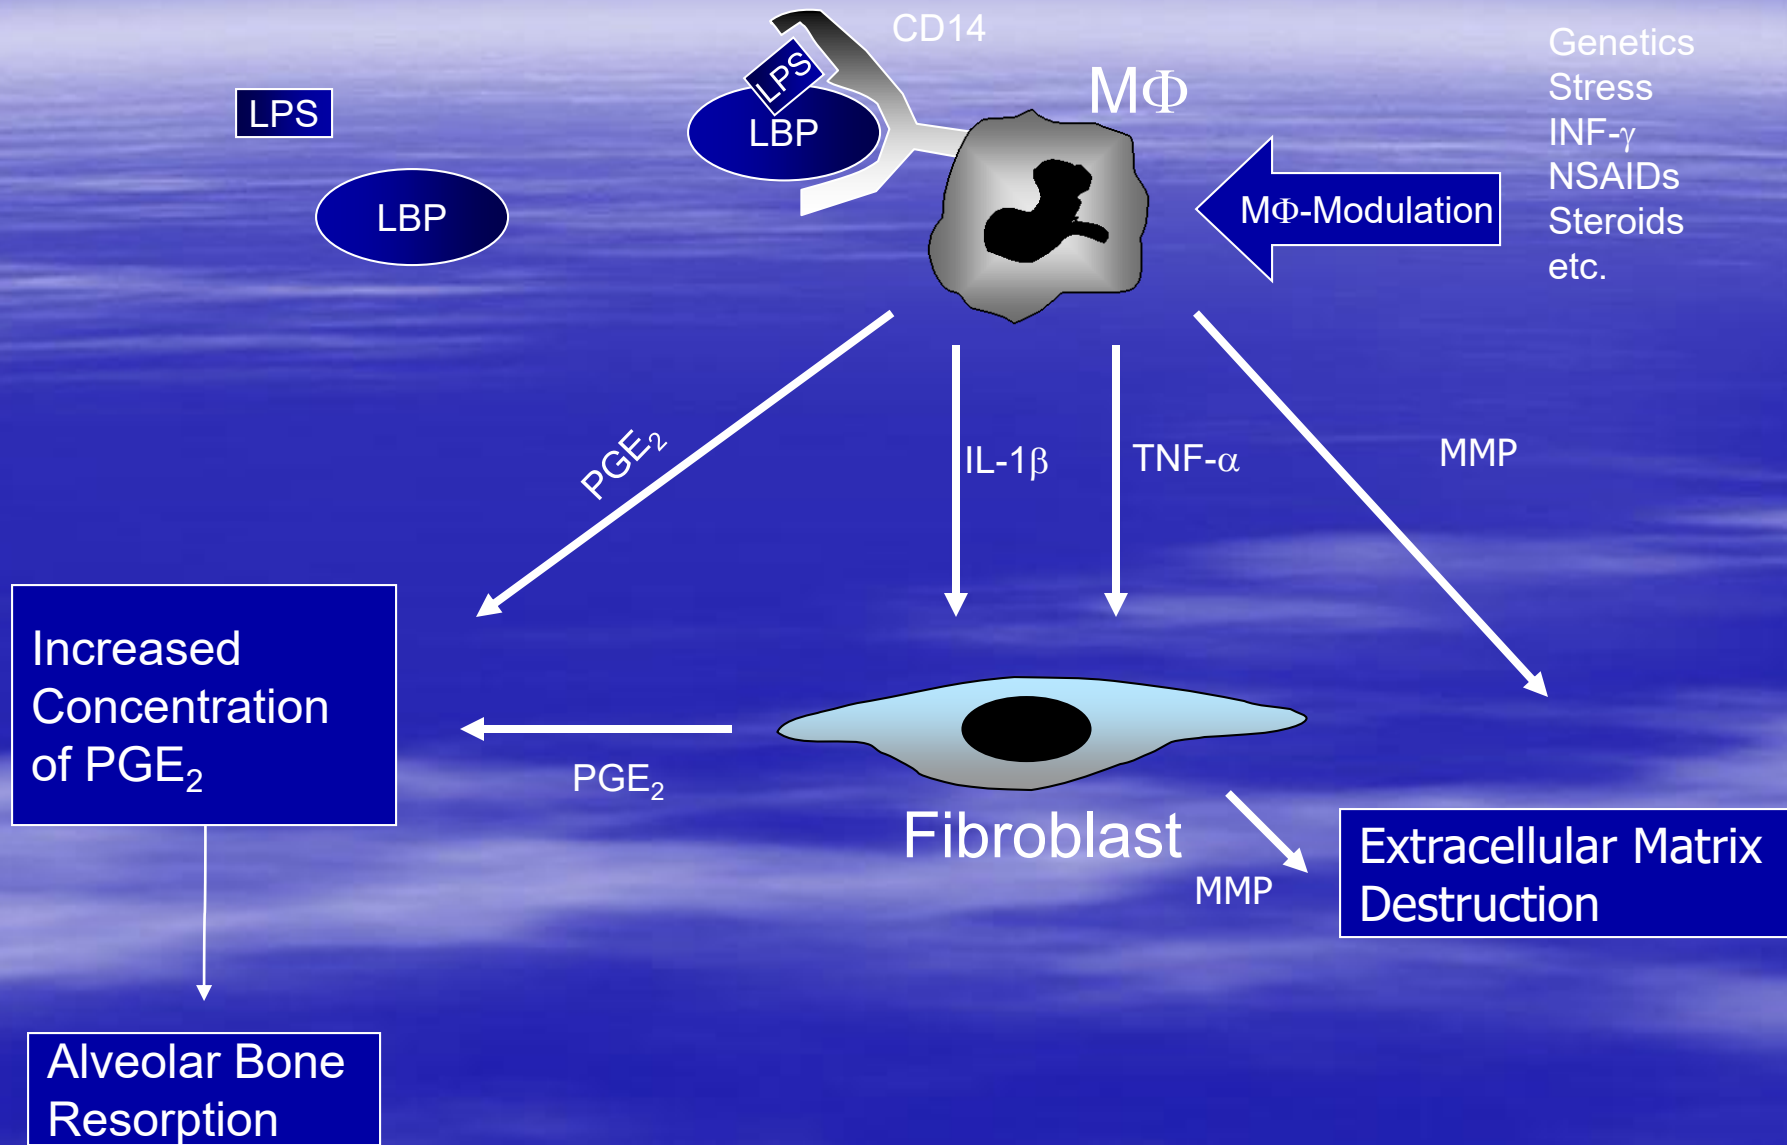 CD14
LPS
LBP
LPS
LBP
MΦ
MΦ-Modulation
Genetics
Stress
INF-γ
NSAIDs
Steroids
etc.
PGE₂
IL-1β
TNF-α
MMP
Increased
Concentration
of PGE₂
PGE₂
Fibroblast
MMP
Extracellular Matrix
Destruction
Alveolar Bone
Resorption